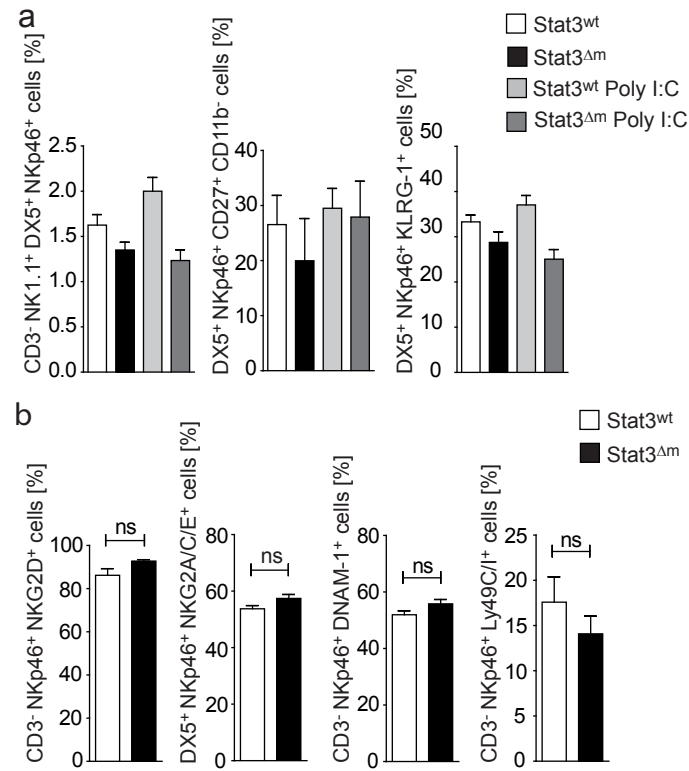 a
Stat3wt
Stat3Δm
Stat3wt Poly I:C
Stat3Δm Poly I:C
CD3- NK1.1+ DX5+ NKp46+ cells [%]
2.5
2.0
1.5
1.0
0.5
0.0
DX5+ NKp46+ CD27+ CD11b- cells [%]
40
30
20
10
0
DX5+ NKp46+ KLRG-1+ cells [%]
50
40
30
20
10
0
b
Stat3wt
Stat3Δm
CD3- NKp46+ NKG2D+ cells [%]
100
80
60
40
20
0
ns
DX5+ NKp46+ NKG2A/C/E+ cells [%]
80
60
40
20
0
ns
CD3- NKp46+ DNAM-1+ cells [%]
80
60
40
20
0
ns
CD3- NKp46+ Ly49C/I+ cells [%]
25
20
15
10
5
0
ns